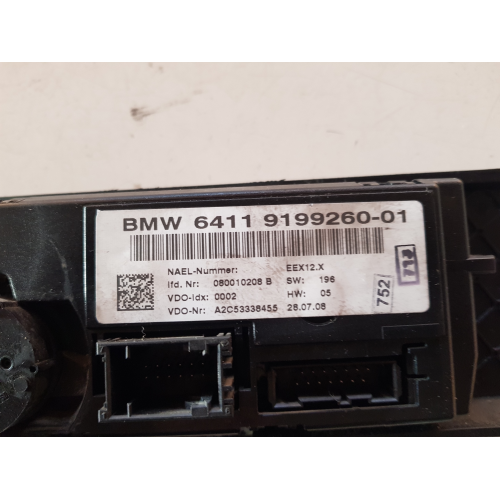 BMW 6411 9199260-01
NAEL-Nummer: EEX12.X
lfd. Nr: 080010208 B SW: 196
VDO-Idx: 0002 HW: 05
VDO-Nr: A2C53338455 28.07.08
752